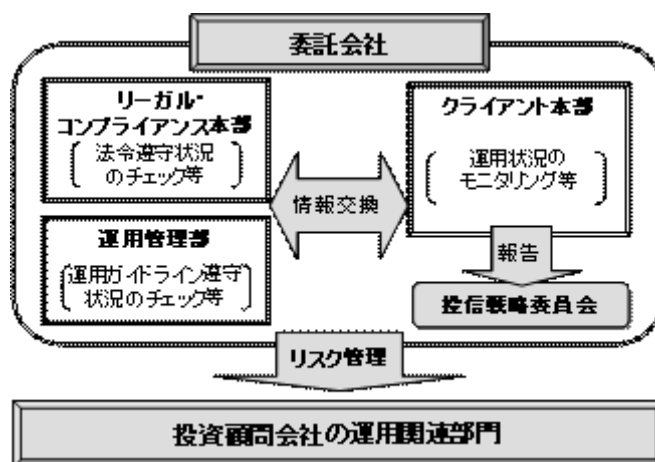 委託会社
リーガル・
コンプライアンス本部
法令遵守状況
のチェック等
運用管理部
運用ガイドライン遵守
状況のチェック等
情報交換
クライアント本部
運用状況の
モニタリング等
報告
投信戦略委員会
リスク管理
投資顧問会社の運用関連部門